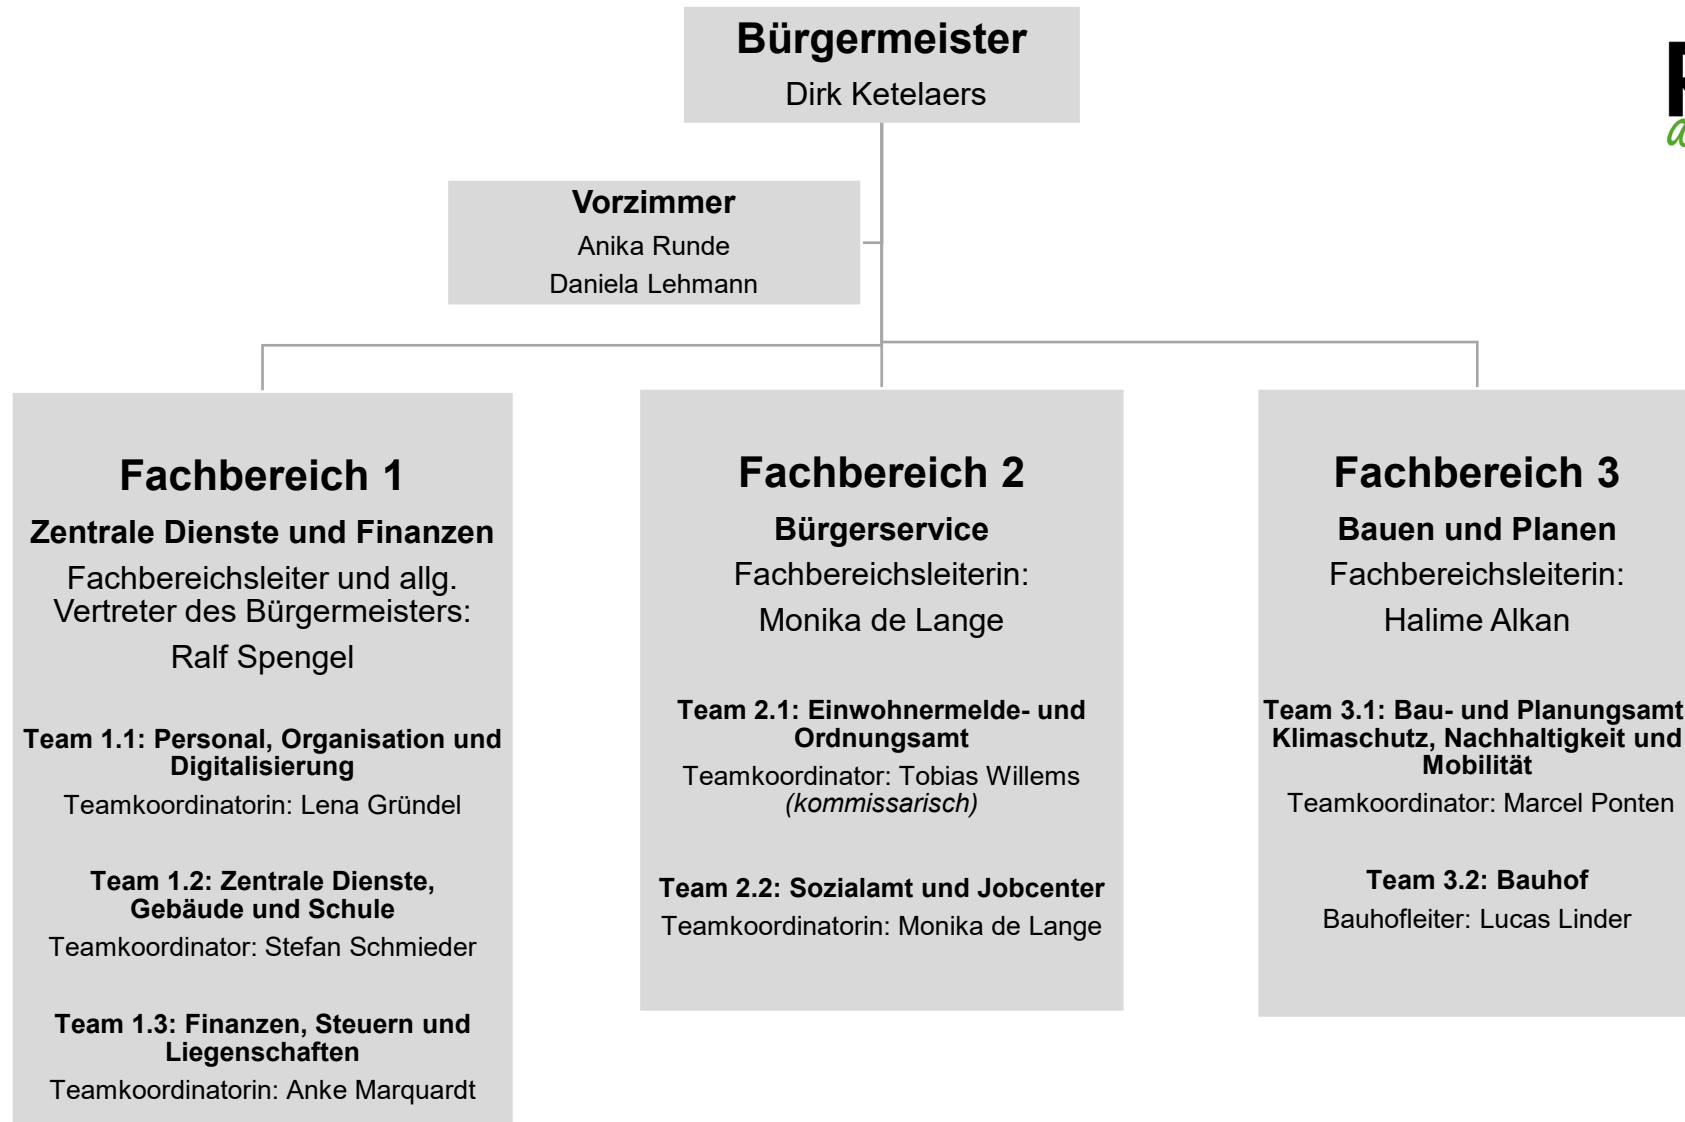 Bürgermeister
Dirk Ketelaers
Vorzimmer
Anika Runde
Daniela Lehmann
Fachbereich 1
Zentrale Dienste und Finanzen
Fachbereichsleiter und allg.
Vertreter des Bürgermeisters:
Ralf Spengel
Team 1.1: Personal, Organisation und
Digitalisierung
Teamkoordinatorin: Lena Gründel
Team 1.2: Zentrale Dienste,
Gebäude und Schule
Teamkoordinator: Stefan Schmieder
Team 1.3: Finanzen, Steuern und
Liegenschaften
Teamkoordinatorin: Anke Marquardt
Fachbereich 2
Bürgerservice
Fachbereichsleiterin:
Monika de Lange
Team 2.1: Einwohnermelde- und
Ordnungsamt
Teamkoordinator: Tobias Willems
(kommissarisch)
Team 2.2: Sozialamt und Jobcenter
Teamkoordinatorin: Monika de Lange
Fachbereich 3
Bauen und Planen
Fachbereichsleiterin:
Halime Alkan
Team 3.1: Bau- und Planungsamt
Klimaschutz, Nachhaltigkeit und
Mobilität
Teamkoordinator: Marcel Ponten
Team 3.2: Bauhof
Bauhofleiter: Lucas Linder